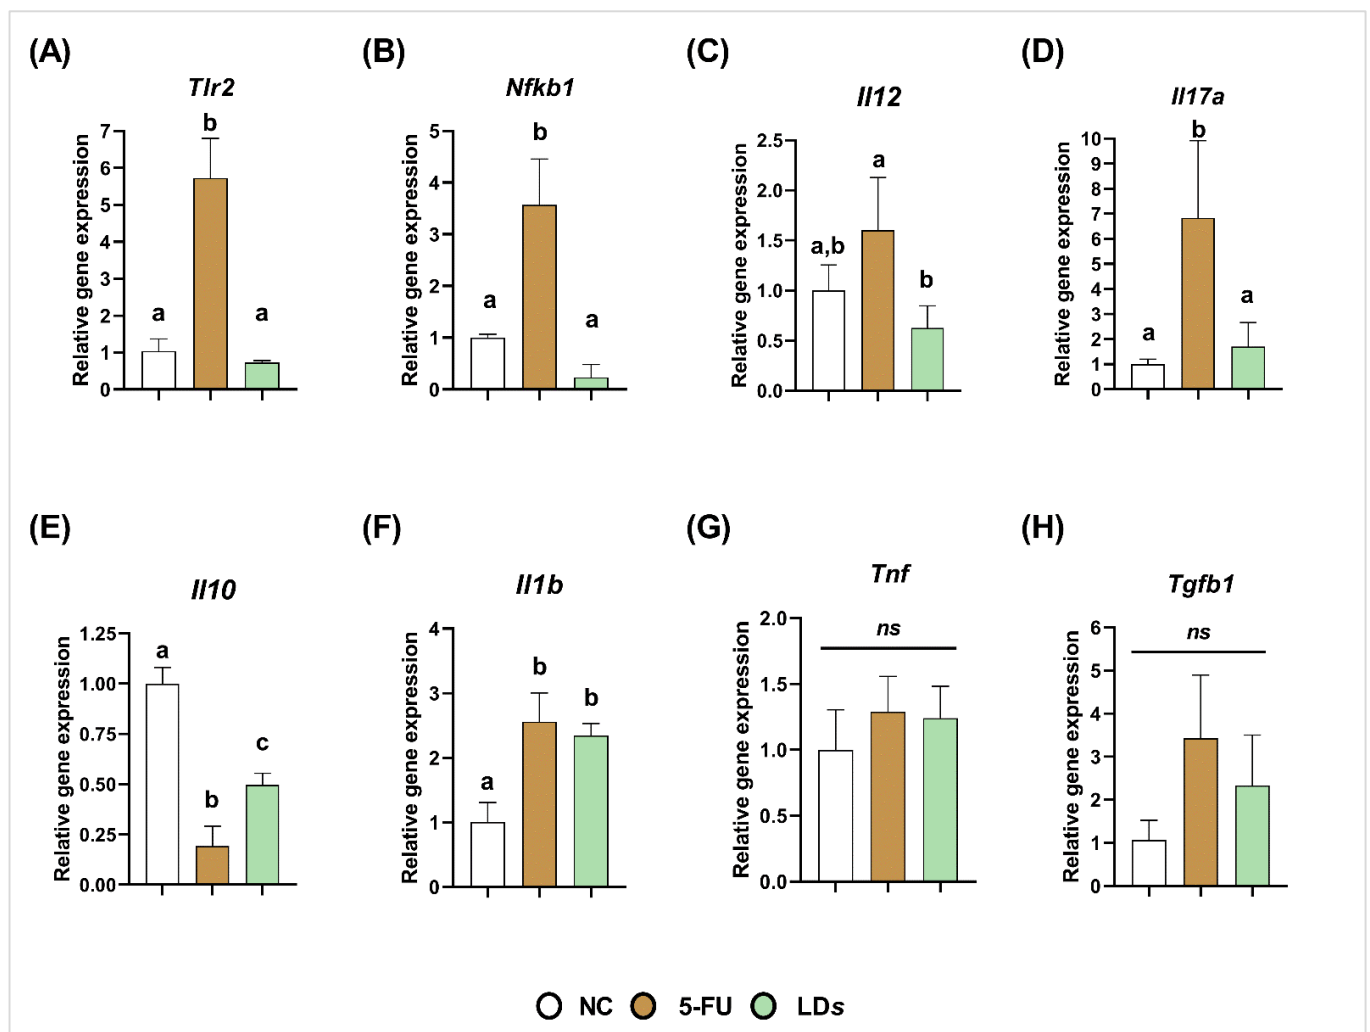 (A) (B) (C) (D)
Tlr2 Nfkb1 Il12 Il17a
Relative gene expression
7
6
5
4
3
2
1
0
a b a
Relative gene expression
5
4
3
2
1
0
a b a
Relative gene expression
2.5
2.0
1.5
1.0
0.5
0.0
a,b a b
Relative gene expression
10
9
8
7
6
5
4
3
2
1
0
a b a
(E) (F) (G) (H)
Il10 Il1b Tnf Tgfb1
Relative gene expression
1.25
1.00
0.75
0.50
0.25
0.00
a b c
Relative gene expression
4
3
2
1
0
a b b
Relative gene expression
2.0
1.5
1.0
0.5
0.0
ns
Relative gene expression
6
5
4
3
2
1
0
ns
NC 5-FU LDs